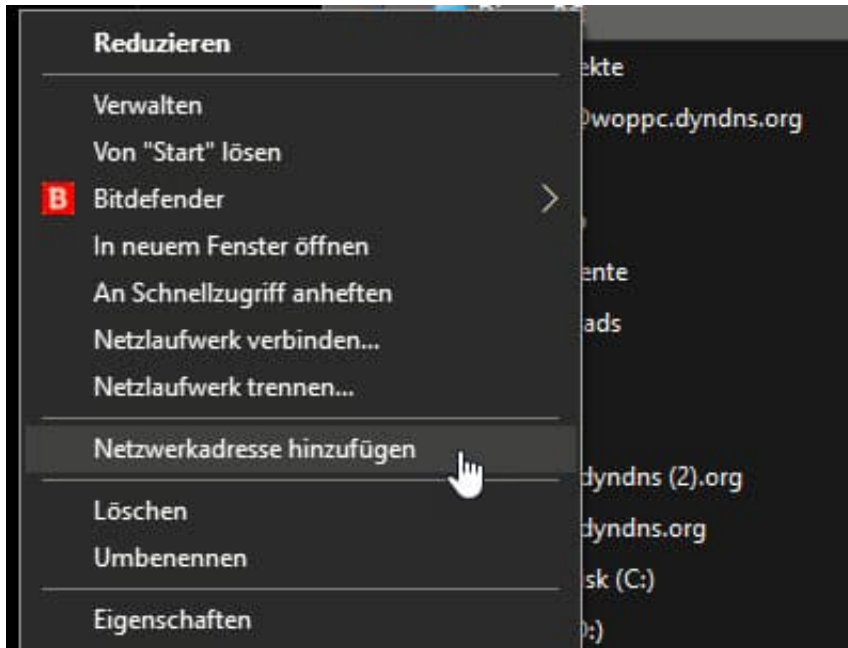 Reduzieren
Verwalten
Von "Start" lösen
B Bitdefender
In neuem Fenster öffnen
An Schnellzugriff anheften
Netzlaufwerk verbinden...
Netzlaufwerk trennen...
Netzwerkadresse hinzufügen
Löschen
Umbenennen
Eigenschaften
ekte
@woppc.dyndns.org
ente
ads
dyndns (2).org
dyndns.org
sk (C:)
:)